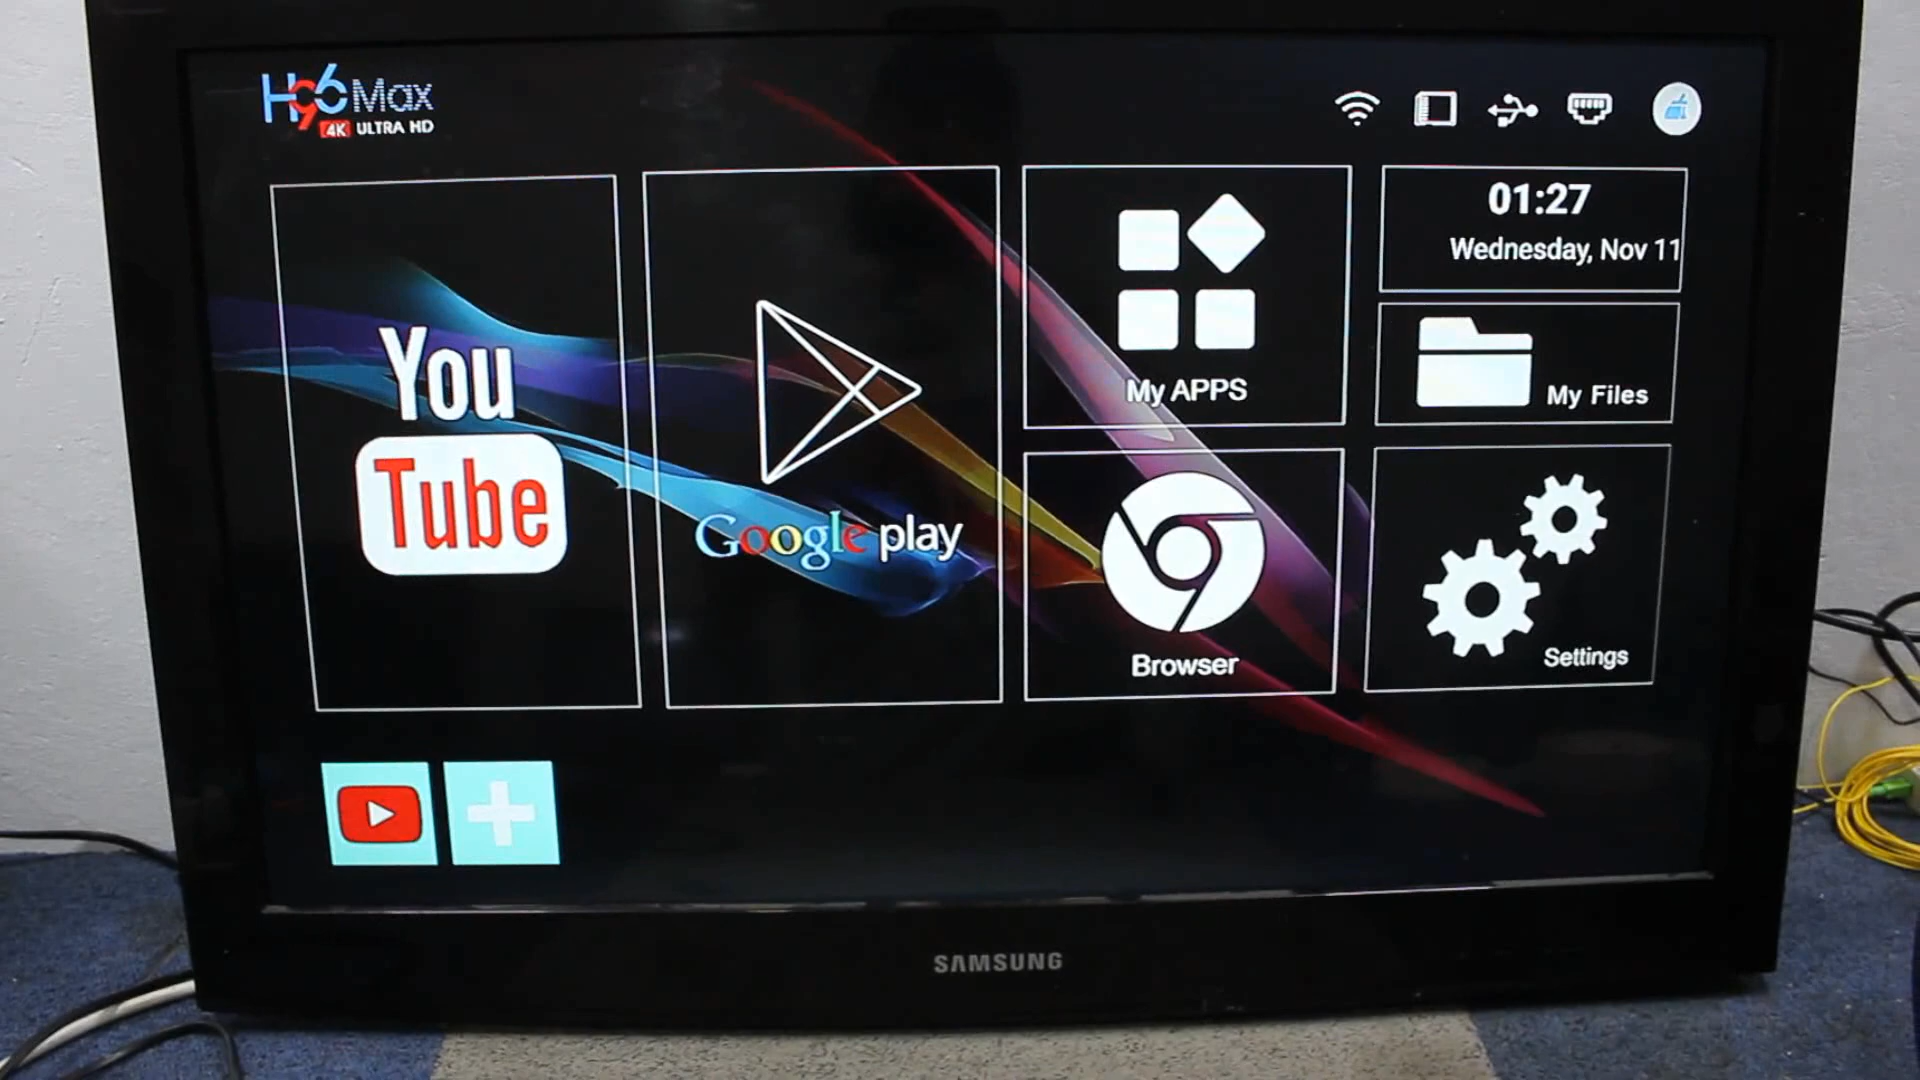 H96 Max
4K ULTRA HD
01:27
Wednesday, Nov 11
You
Tube
Google play
My APPS
My Files
Browser
Settings
SAMSUNG